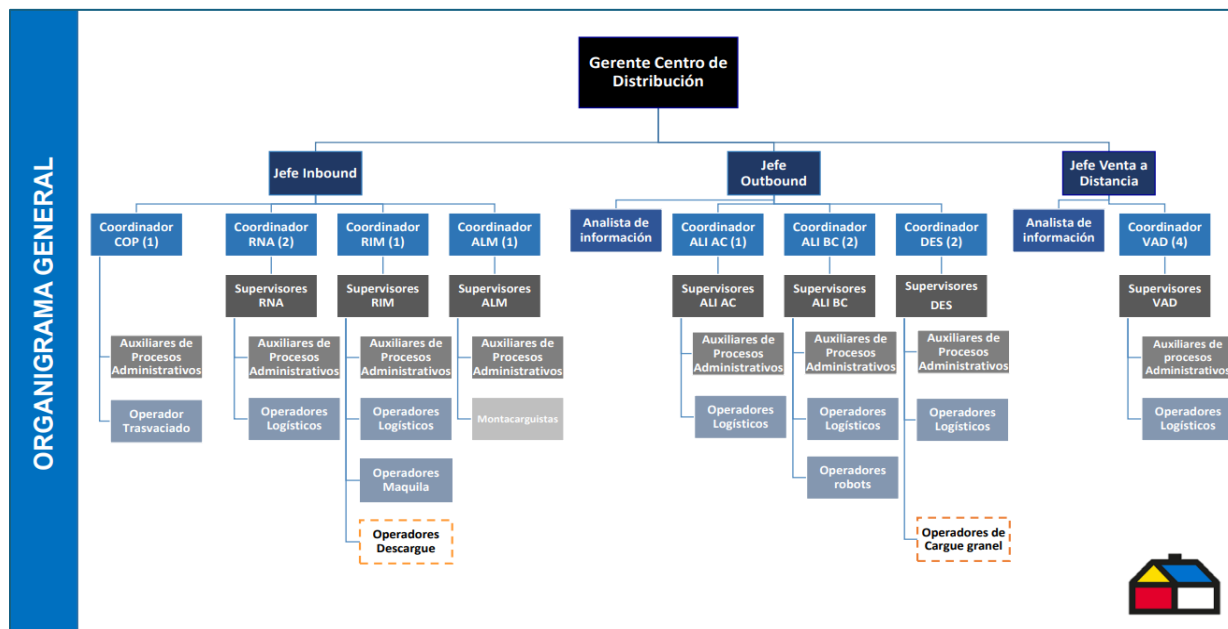 ORGANIGRAMA GENERAL
Gerente Centro de
Distribución
Jefe Inbound
Jefe
Outbound
Jefe Venta a
Distancia
Coordinador
COP (1)
Coordinador
RNA (2)
Coordinador
RIM (1)
Coordinador
ALM (1)
Analista de
información
Coordinador
ALI AC (1)
Coordinador
ALI BC (2)
Coordinador
DES (2)
Analista de
información
Coordinador
VAD (4)
Supervisores
RNA
Supervisores
RIM
Supervisores
ALM
Supervisores
ALI AC
Supervisores
ALI BC
Supervisores
DES
Supervisores
VAD
Auxiliares de
Procesos
Administrativos
Auxiliares de
Procesos
Administrativos
Auxiliares de
Procesos
Administrativos
Auxiliares de
Procesos
Administrativos
Auxiliares de
Procesos
Administrativos
Auxiliares de
Procesos
Administrativos
Auxiliares de
Procesos
Administrativos
Auxiliares de
procesos
Administrativos
Operador
Trasvaciado
Operadores
Logísticos
Operadores
Logísticos
Montacarguistas
Operadores
Logísticos
Operadores
Logísticos
Operadores
Logísticos
Operadores
Logísticos
Operadores
Maquila
Operadores
robots
Operadores
Descargue
Operadores de
Cargue granel